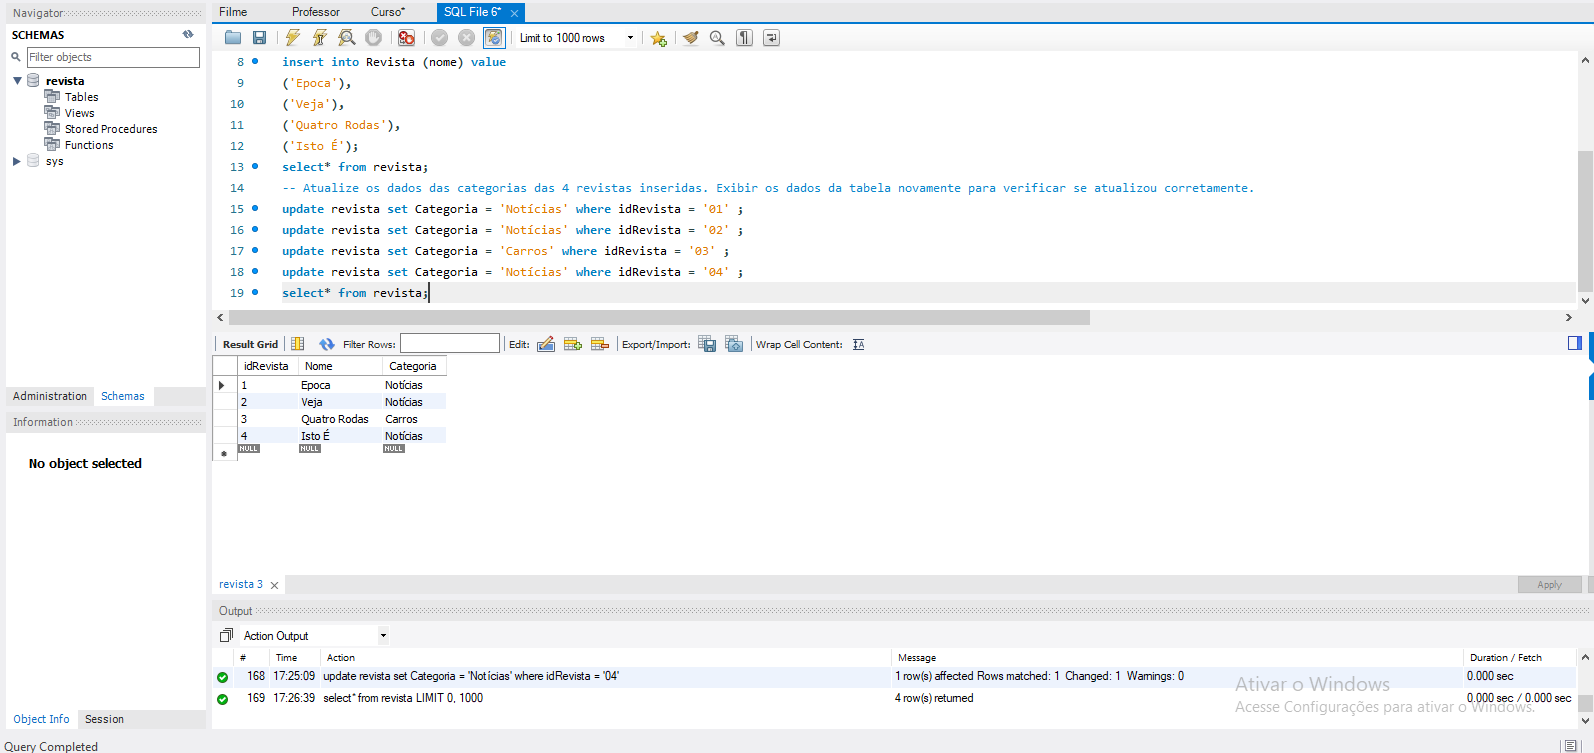 Navigator
SCHEMAS
Filter objects
revista
Tables
Views
Stored Procedures
Functions
sys
Administration Schemas
Information
No object selected
Object Info Session
Query Completed
Filme Professor Curso* SQL File 6*
Limit to 1000 rows
8 insert into Revista (nome) value
9 ('Epoca'),
10 ('Veja'),
11 ('Quatro Rodas'),
12 ('Isto É');
13 select* from revista;
14 -- Atualize os dados das categorias das 4 revistas inseridas. Exibir os dados da tabela novamente para verificar se atualizou corretamente.
15 update revista set Categoria = 'Notícias' where idRevista = '01' ;
16 update revista set Categoria = 'Notícias' where idRevista = '02' ;
17 update revista set Categoria = 'Carros' where idRevista = '03' ;
18 update revista set Categoria = 'Notícias' where idRevista = '04' ;
19 select* from revista;
Result Grid Filter Rows: Edit: Export/Import: Wrap Cell Content:
idRevista Nome Categoria
1 Epoca Notícias
2 Veja Notícias
3 Quatro Rodas Carros
4 Isto É Notícias
NULL NULL NULL
revista 3
Apply
Output
Action Output
# Time Action Message Duration / Fetch
168 17:25:09 update revista set Categoria = 'Notícias' where idRevista = '04' 1 row(s) affected Rows matched: 1 Changed: 1 Warnings: 0 0.000 sec
169 17:26:39 select* from revista LIMIT 0, 1000 4 row(s) returned 0.000 sec / 0.000 sec
Ativar o Windows
Acesse Configurações para ativar o Windows.